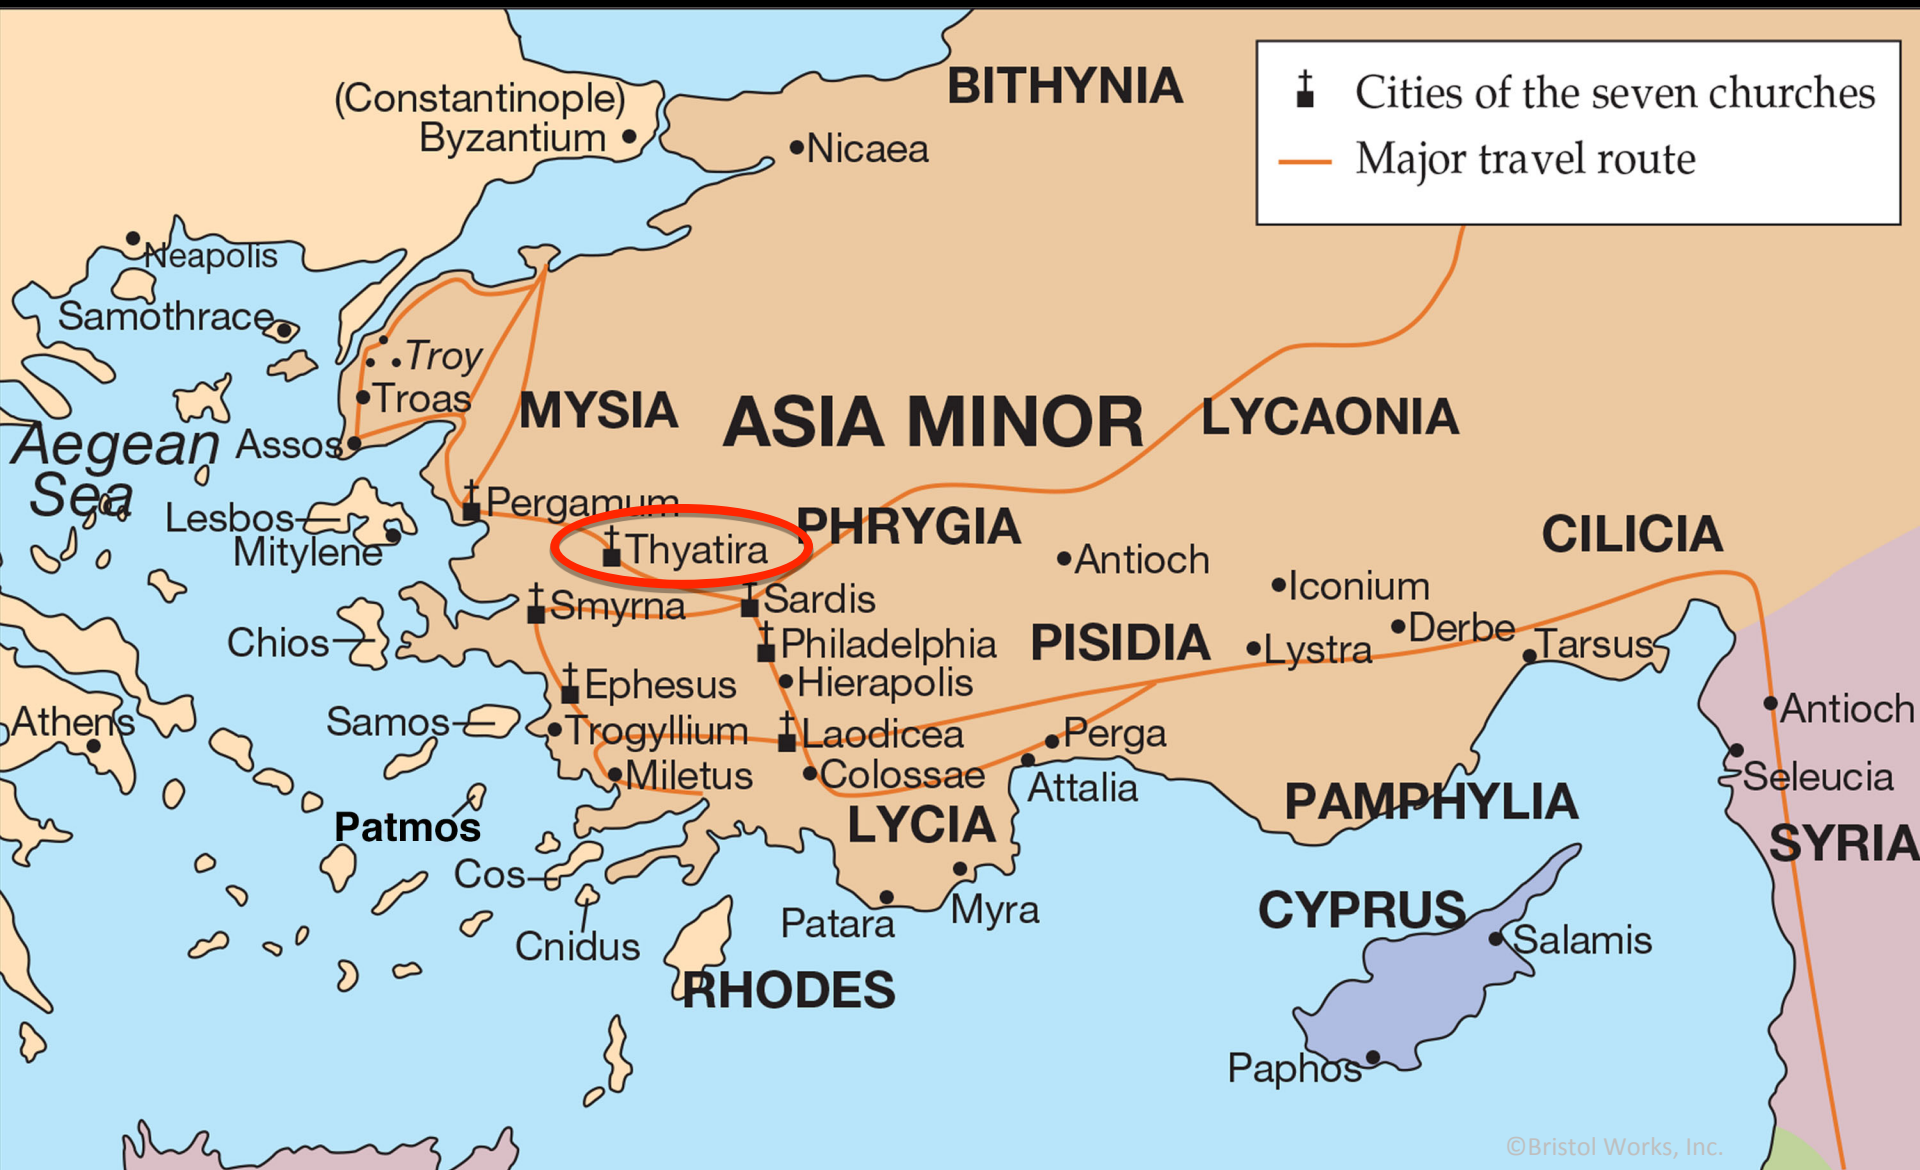 BITHYNIA
Cities of the seven churches
Major travel route
(Constantinople)
Byzantium
Nicaea
Neapolis
Samothrace
Troy
Troas
MYSIA
ASIA MINOR
LYCAONIA
Aegean
Sea
Assos
Pergamum
Lesbos
Mitylene
Thyatira
PHRYGIA
Antioch
CILICIA
Iconium
Smyrna
Sardis
Chios
Philadelphia
PISIDIA
Lystra
Derbe
Tarsus
Ephesus
Hierapolis
Athens
Samos
Trogyllium
Laodicea
Perga
Antioch
Miletus
Colossae
Attalia
Seleucia
Patmos
LYCIA
PAMPHYLIA
SYRIA
Cos
Patara
Myra
CYPRUS
Cnidus
Salamis
RHODES
Paphos
©Bristol Works, Inc.